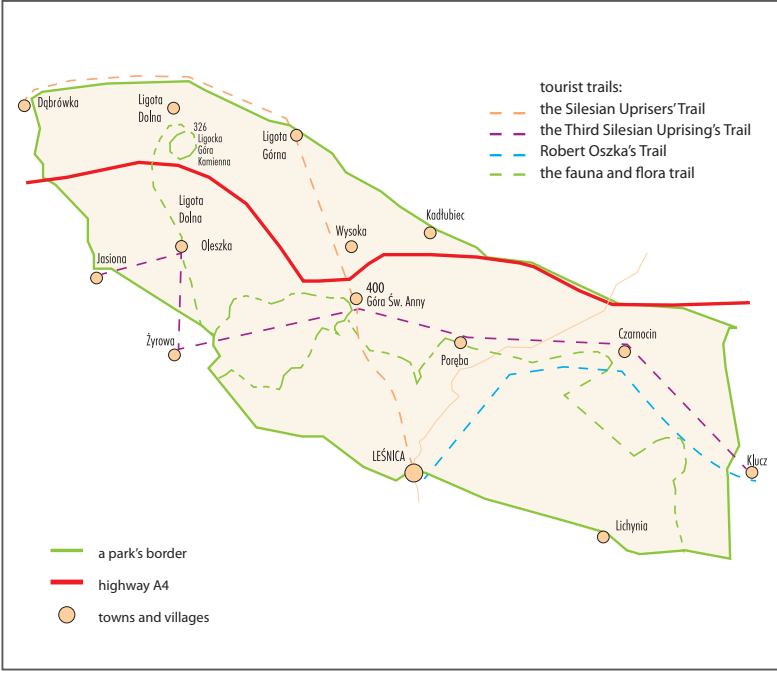 tourist trails:
the Silesian Uprisers' Trail
the Third Silesian Uprising's Trail
Robert Oszka's Trail
the fauna and flora trail
Dąbrówka
Ligota
Dolna
326
Ligocka
Góra
Kamienna
Ligota
Górna
Ligota
Dolna
Oleszka
Wysoka
Kadłubiec
Jasiona
400
Góra Św. Anny
Żyrowa
Poręba
Czarnocin
LEŚNICA
Klucz
Lichynia
a park's border
highway A4
towns and villages